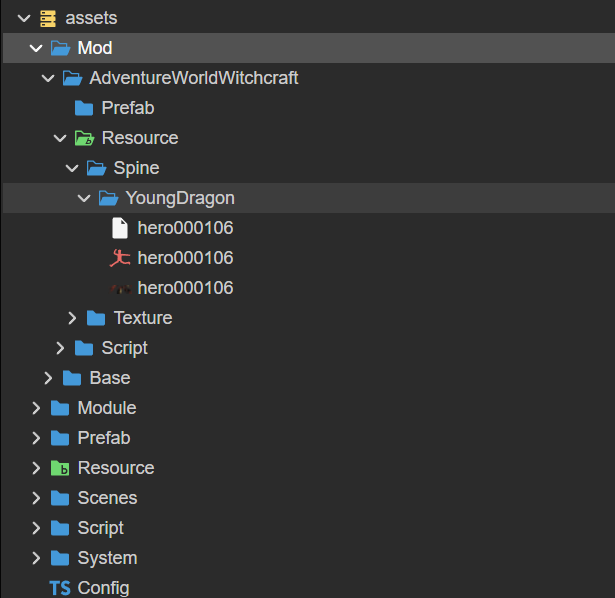 assets
Mod
AdventureWorldWitchcraft
Prefab
Resource
Spine
YoungDragon
hero000106
hero000106
hero000106
Texture
Script
Base
Module
Prefab
Resource
Scenes
Script
System
TS Config